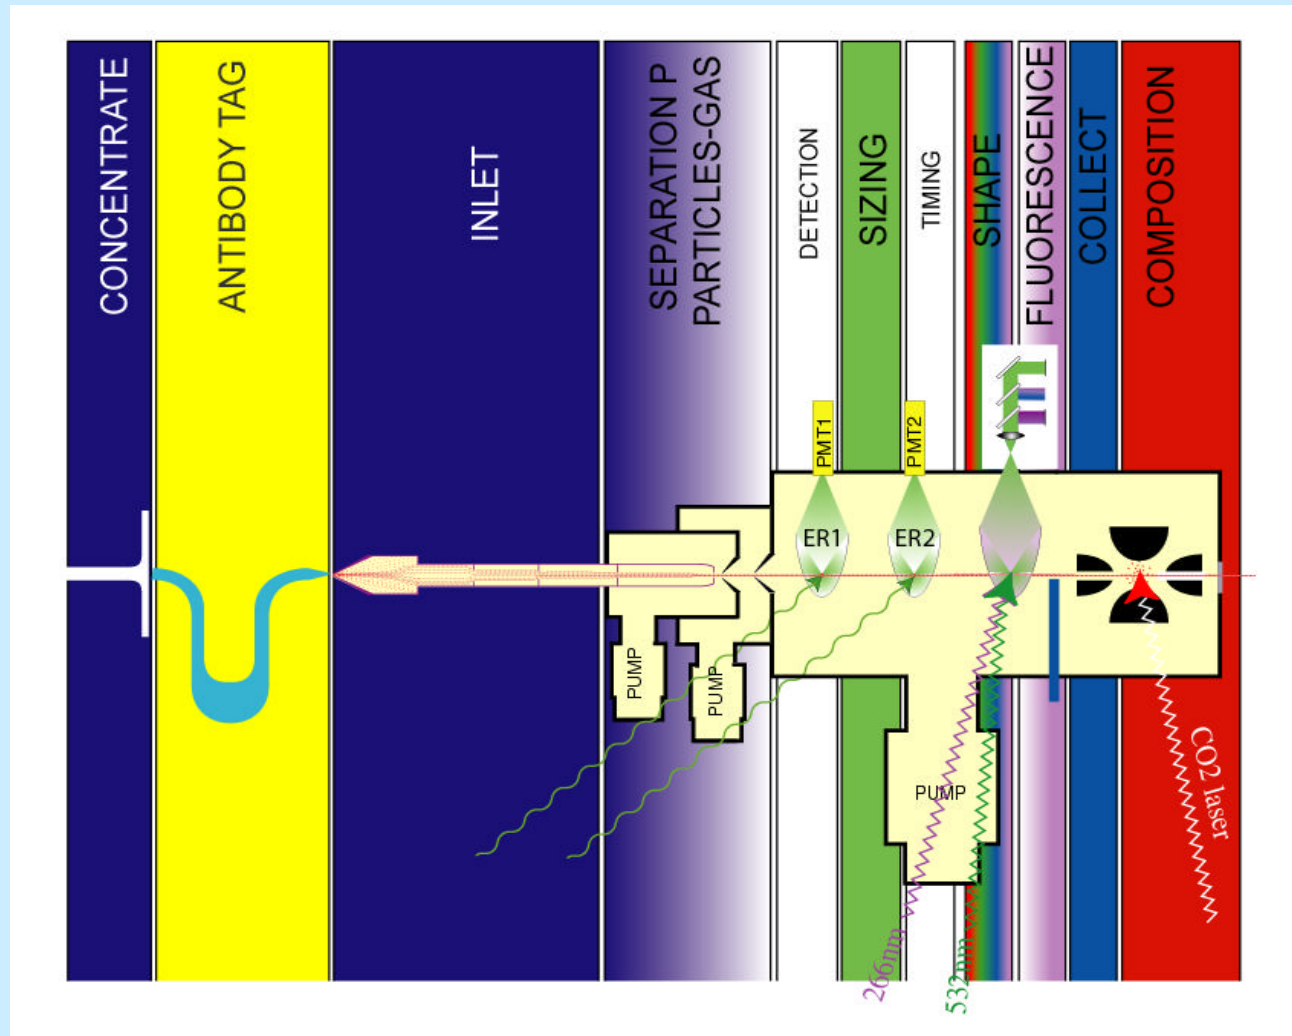 CONCENTRATE
ANTIBODY TAG
INLET
SEPARATION P
PARTICLES-GAS
DETECTION
SIZING
TIMING
SHAPE
FLUORESCENCE
COLLECT
COMPOSITION
PMT1
PMT2
ER1
ER2
PUMP
PUMP
PUMP
CO2 laser
266nm
532nm